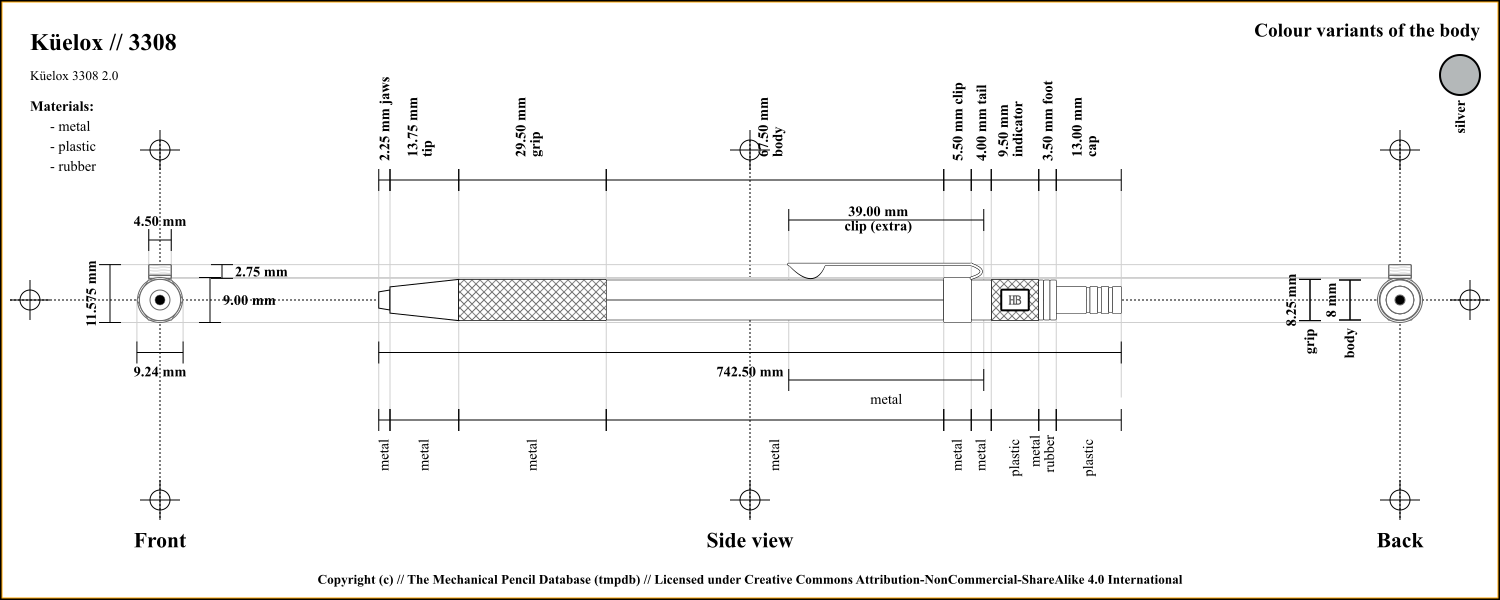 Küelox // 3308
Küelox 3308 2.0
Materials:
- metal
- plastic
- rubber
Colour variants of the body
silver
2.25 mm jaws
13.75 mm
tip
29.50 mm
grip
67.50 mm
body
5.50 mm clip
4.00 mm tail
9.50 mm
indicator
3.50 mm foot
13.00 mm
cap
39.00 mm
clip (extra)
4.50 mm
2.75 mm
11.575 mm
9.00 mm
9.24 mm
HB
8.25 mm
grip
8 mm
body
742.50 mm
metal
metal
metal
metal
metal
metal
metal
plastic
metal
rubber
plastic
Front
Side view
Back
Copyright (c) // The Mechanical Pencil Database (tmpdb) // Licensed under Creative Commons Attribution-NonCommercial-ShareAlike 4.0 International